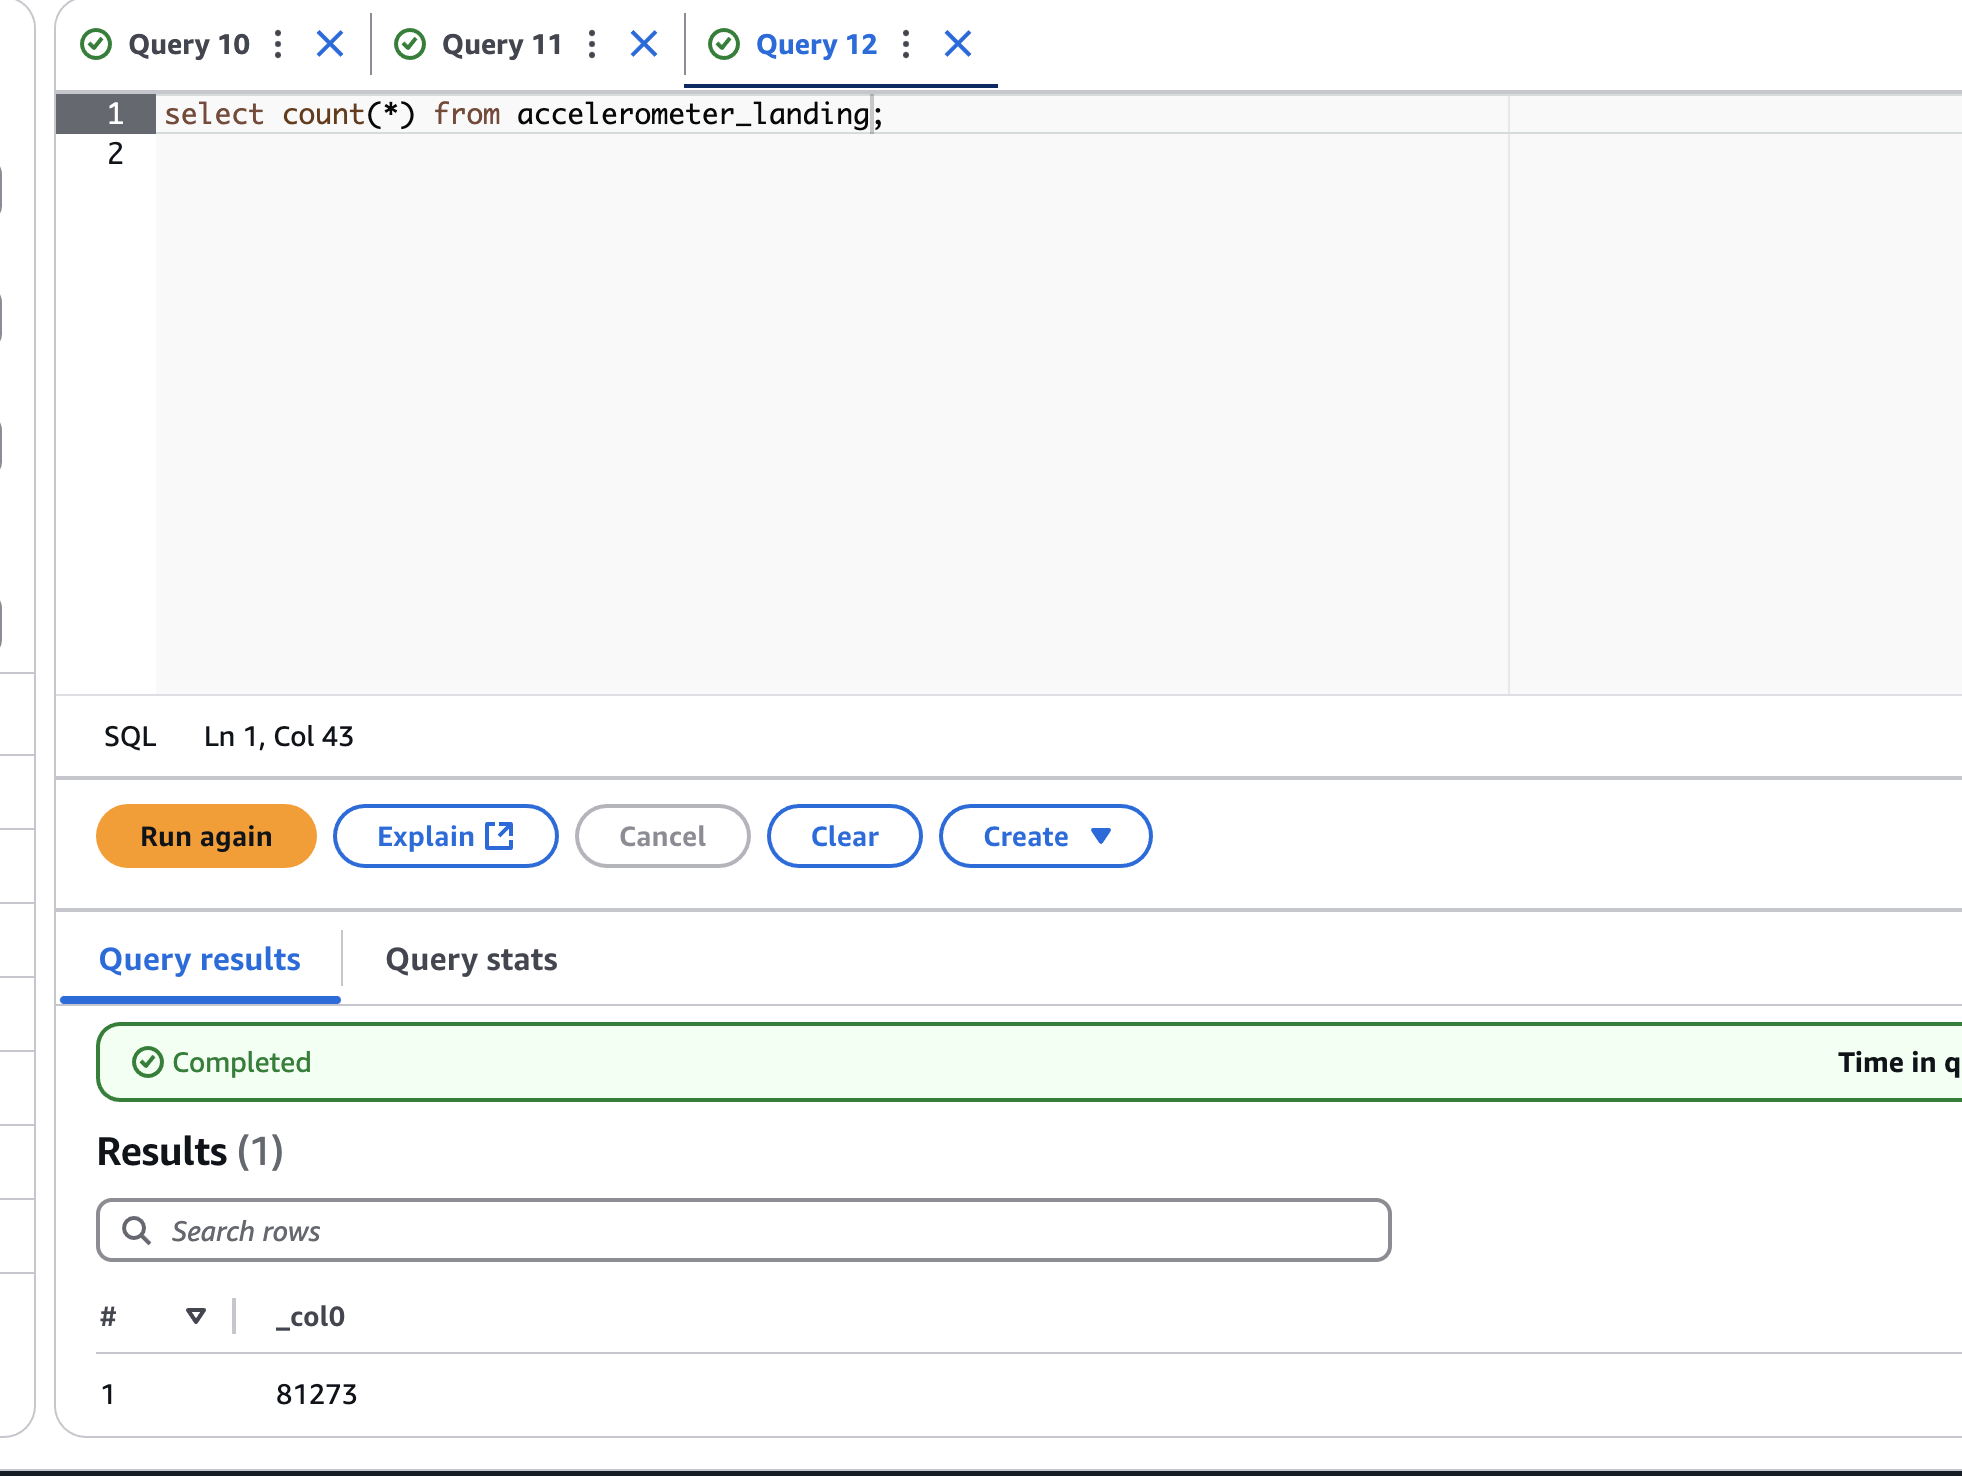 Query 10 Query 11 Query 12
1 select count(*) from accelerometer_landing;
2
SQL Ln 1, Col 43
Run again Explain Cancel Clear Create
Query results Query stats
Completed Time in q
Results (1)
Search rows
# _col0
1 81273